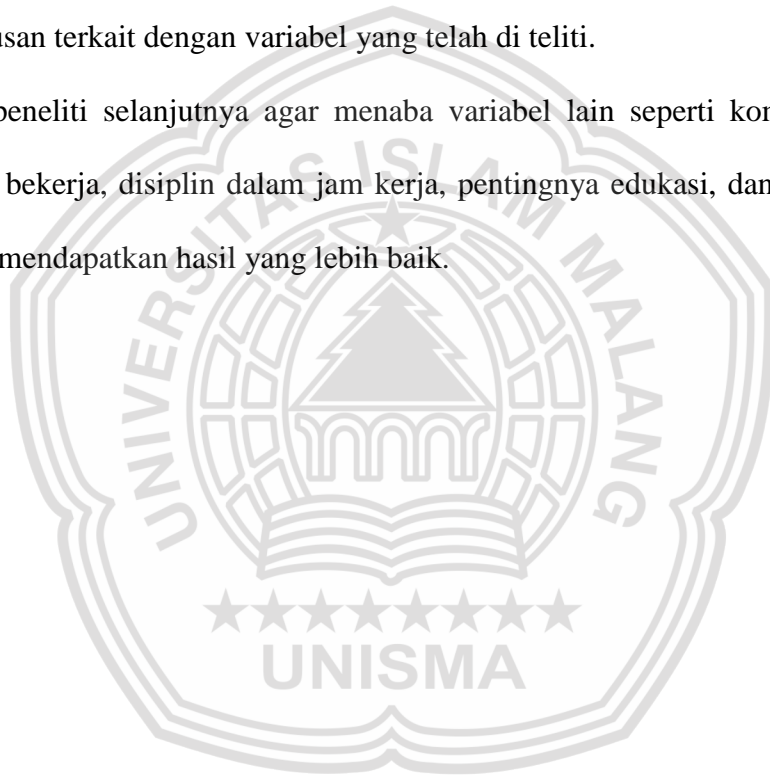 usan terkait dengan variabel yang telah di teliti.
peneliti selanjutnya agar menaba variabel lain seperti kor
bekerja, disiplin dalam jam kerja, pentingnya edukasi, dan
mendapatkan hasil yang lebih baik.
UNIVERSITAS ISLAM MALANG
UNISMA